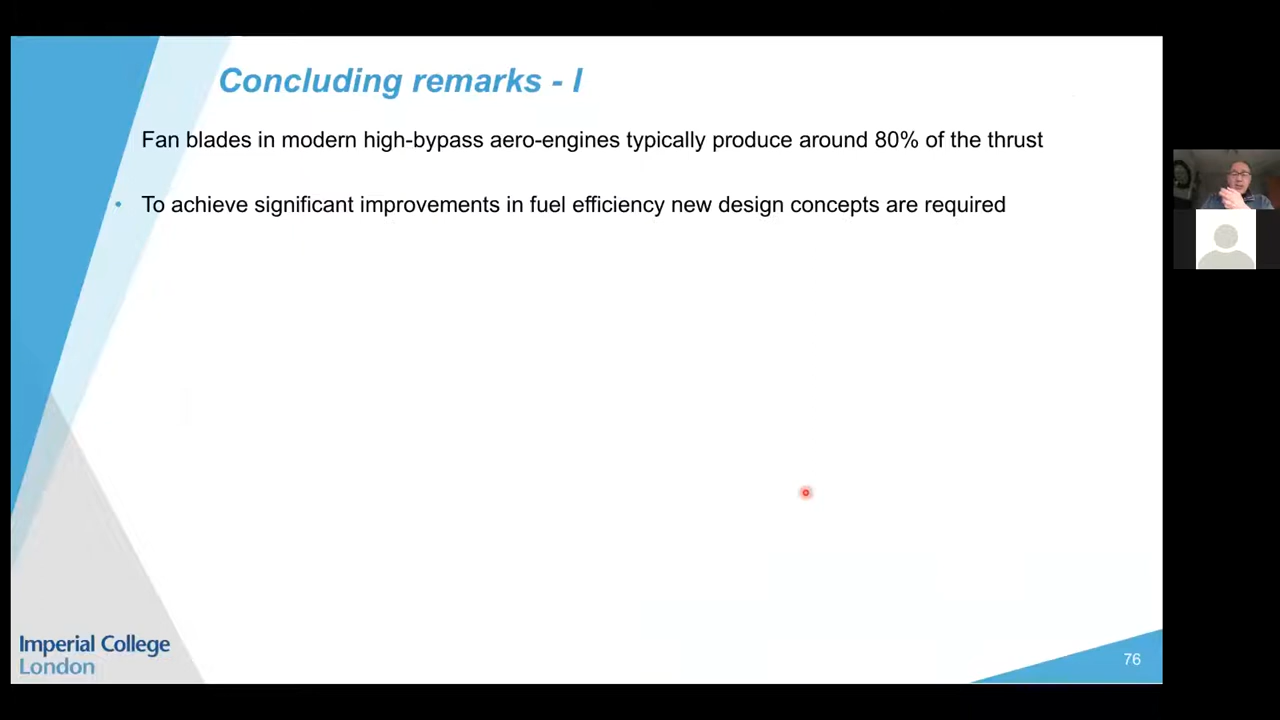 Concluding remarks - I
Fan blades in modern high-bypass aero-engines typically produce around 80% of the thrust
• To achieve significant improvements in fuel efficiency new design concepts are required
Imperial College
London
76